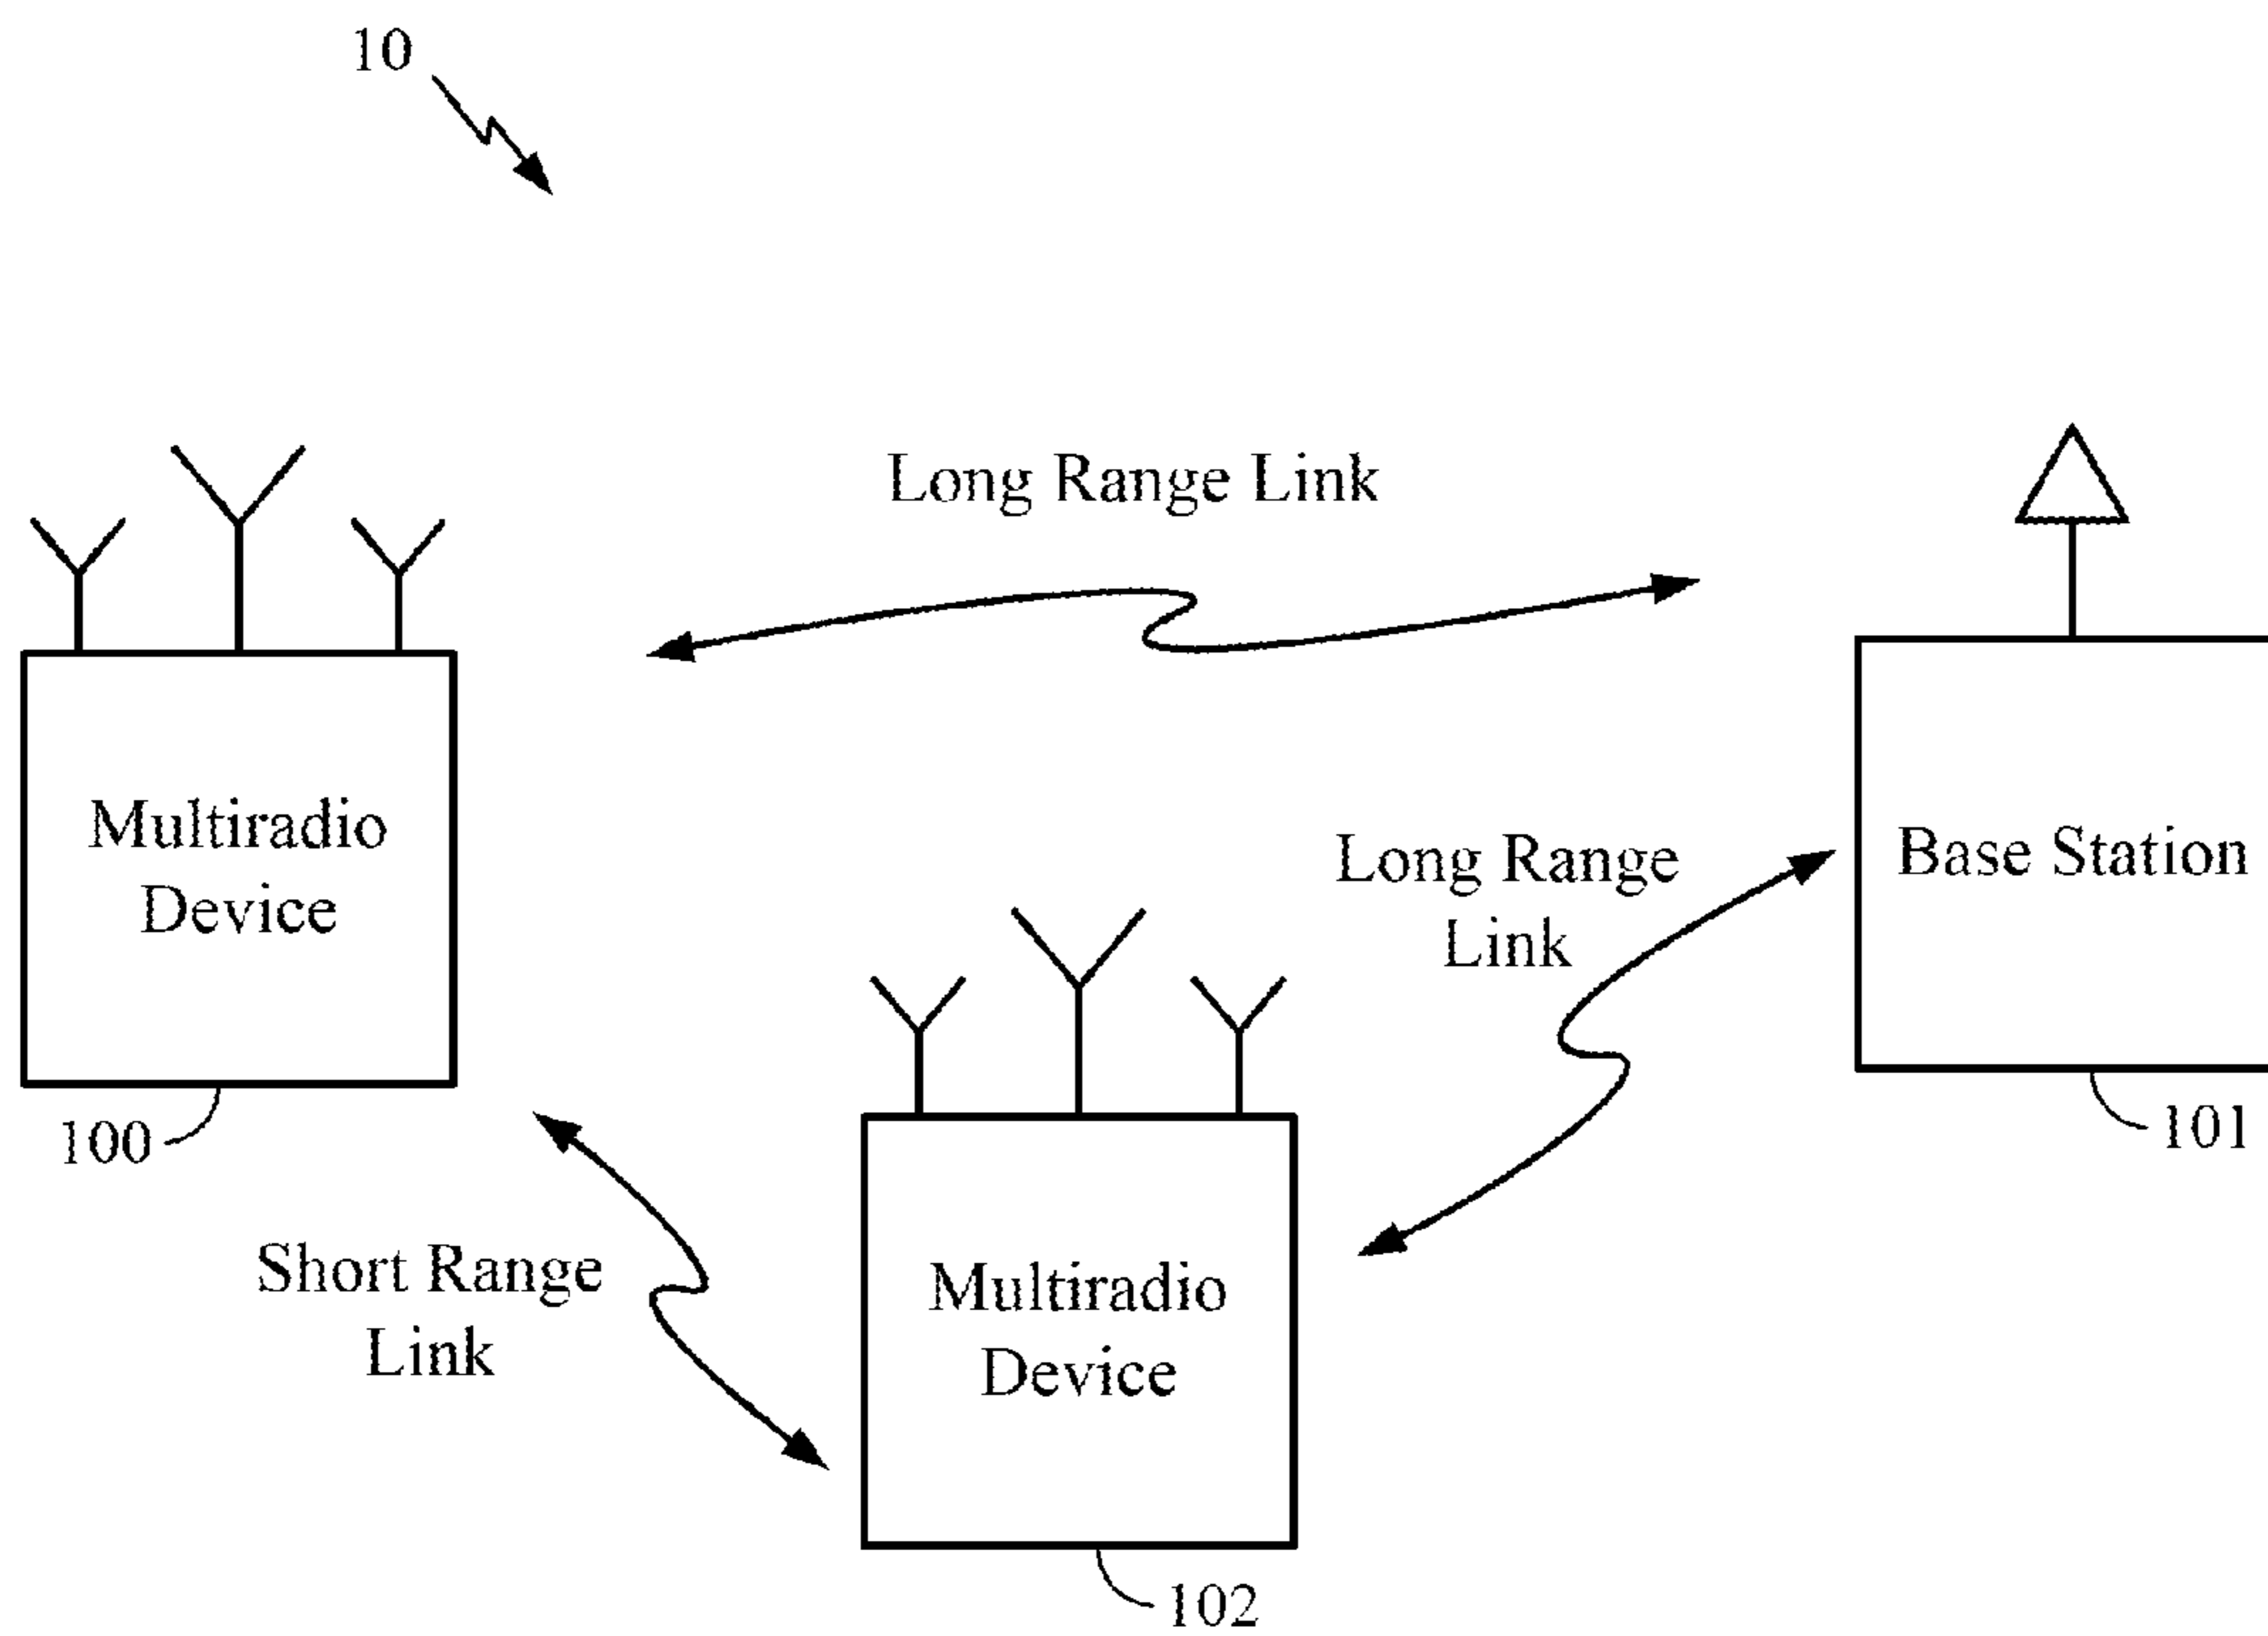 10
Long Range Link
Multiradio
Device
Long Range
Link
Base Station
100
101
Short Range
Link
Multiradio
Device
102